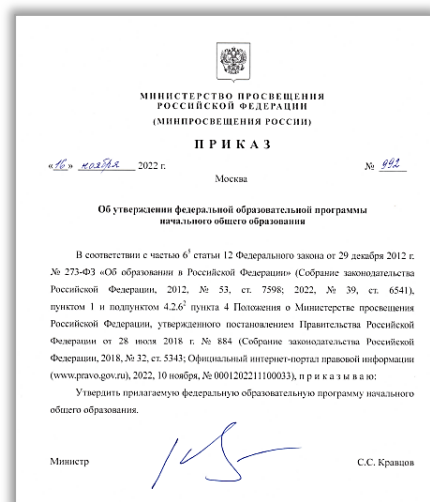 МИНИСТЕРСТВО ПРОСВЕЩЕНИЯ
РОССИЙСКОЙ ФЕДЕРАЦИИ
(МИНПРОСВЕЩЕНИЯ РОССИИ)
П Р И К А З
«16» ноября 2022 г. № 992
Москва
Об утверждении федеральной образовательной программы
начального общего образования
В соответствии с частью 6⁵ статьи 12 Федерального закона от 29 декабря 2012 г.
№ 273-ФЗ «Об образовании в Российской Федерации» (Собрание законодательства
Российской Федерации, 2012, № 53, ст. 7598; 2022, № 39, ст. 6541),
пунктом 1 и подпунктом 4.2.6² пункта 4 Положения о Министерстве просвещения
Российской Федерации, утвержденного постановлением Правительства Российской
Федерации от 28 июля 2018 г. № 884 (Собрание законодательства Российской
Федерации, 2018, № 32, ст. 5343; Официальный интернет-портал правовой информации
(www.pravo.gov.ru), 2022, 10 ноября, № 0001202211100033), п р и к а з ы в а ю:
Утвердить прилагаемую федеральную образовательную программу начального
общего образования.
Министр С.С. Кравцов